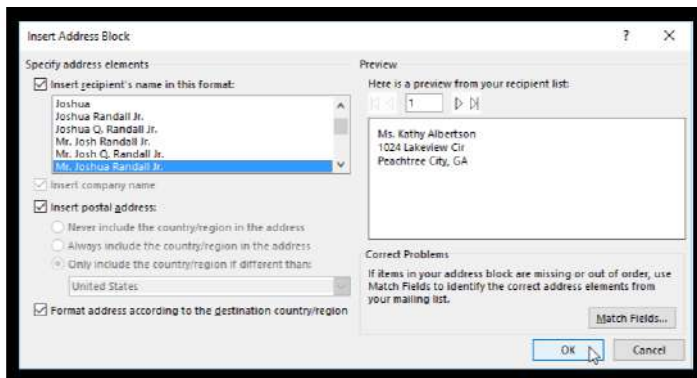 Insert Address Block
? X
Specify address elements
Insert recipient's name in this format:
Joshua
Joshua Randall Jr.
Joshua Q. Randall Jr.
Mr. Josh Randall Jr.
Mr. Josh Q. Randall Jr.
Mr. Joshua Randall Jr.
Insert company name
Insert postal address:
Never include the country/region in the address
Always include the country/region in the address
Only include the country/region if different than:
United States
Format address according to the destination country/region
Preview
Here is a preview from your recipient list:
1
Ms. Kathy Albertson
1024 Lakeview Cir
Peachtree City, GA
Correct Problems
If items in your address block are missing or out of order, use
Match Fields to identify the correct address elements from
your mailing list.
Match Fields...
OK
Cancel